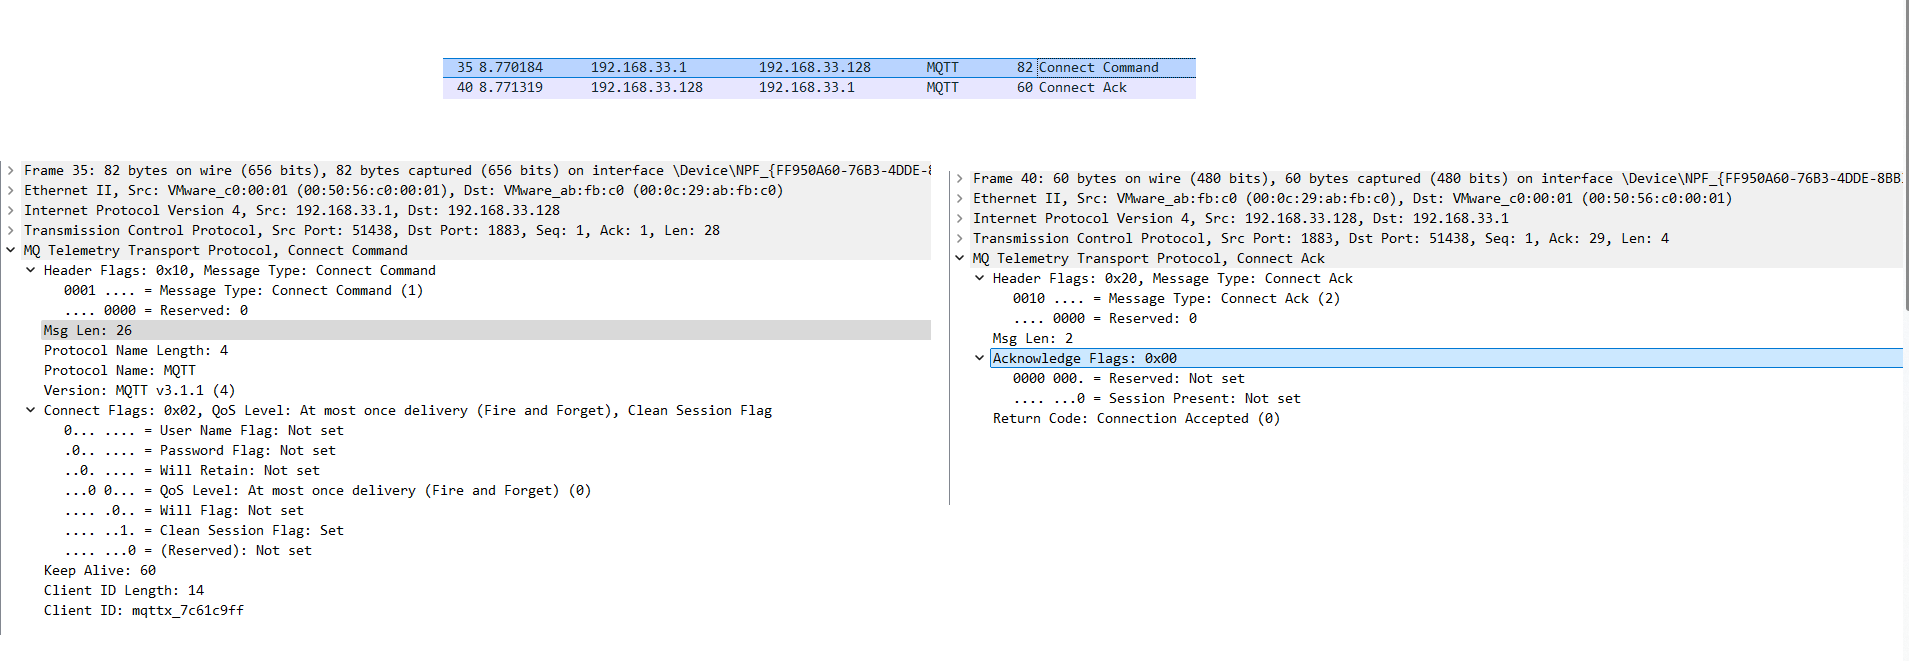 35 8.770184 192.168.33.1 192.168.33.128 MQTT 82 Connect Command
40 8.771319 192.168.33.128 192.168.33.1 MQTT 60 Connect Ack
Frame 35: 82 bytes on wire (656 bits), 82 bytes captured (656 bits) on interface \Device\NPF_{FF950A60-76B3-4DDE-8
Ethernet II, Src: VMware_c0:00:01 (00:50:56:c0:00:01), Dst: VMware_ab:fb:c0 (00:0c:29:ab:fb:c0)
Internet Protocol Version 4, Src: 192.168.33.1, Dst: 192.168.33.128
Transmission Control Protocol, Src Port: 51438, Dst Port: 1883, Seq: 1, Ack: 1, Len: 28
MQ Telemetry Transport Protocol, Connect Command
Header Flags: 0x10, Message Type: Connect Command
0001 .... = Message Type: Connect Command (1)
.... 0000 = Reserved: 0
Msg Len: 26
Protocol Name Length: 4
Protocol Name: MQTT
Version: MQTT v3.1.1 (4)
Connect Flags: 0x02, QoS Level: At most once delivery (Fire and Forget), Clean Session Flag
0... .... = User Name Flag: Not set
.0.. .... = Password Flag: Not set
..0. .... = Will Retain: Not set
...0 0... = QoS Level: At most once delivery (Fire and Forget) (0)
.... .0.. = Will Flag: Not set
.... ..1. = Clean Session Flag: Set
.... ...0 = (Reserved): Not set
Keep Alive: 60
Client ID Length: 14
Client ID: mqttx_7c61c9ff
Frame 40: 60 bytes on wire (480 bits), 60 bytes captured (480 bits) on interface \Device\NPF_{FF950A60-76B3-4DDE-8BB
Ethernet II, Src: VMware_ab:fb:c0 (00:0c:29:ab:fb:c0), Dst: VMware_c0:00:01 (00:50:56:c0:00:01)
Internet Protocol Version 4, Src: 192.168.33.128, Dst: 192.168.33.1
Transmission Control Protocol, Src Port: 1883, Dst Port: 51438, Seq: 1, Ack: 29, Len: 4
MQ Telemetry Transport Protocol, Connect Ack
Header Flags: 0x20, Message Type: Connect Ack
0010 .... = Message Type: Connect Ack (2)
.... 0000 = Reserved: 0
Msg Len: 2
Acknowledge Flags: 0x00
0000 000. = Reserved: Not set
.... ...0 = Session Present: Not set
Return Code: Connection Accepted (0)